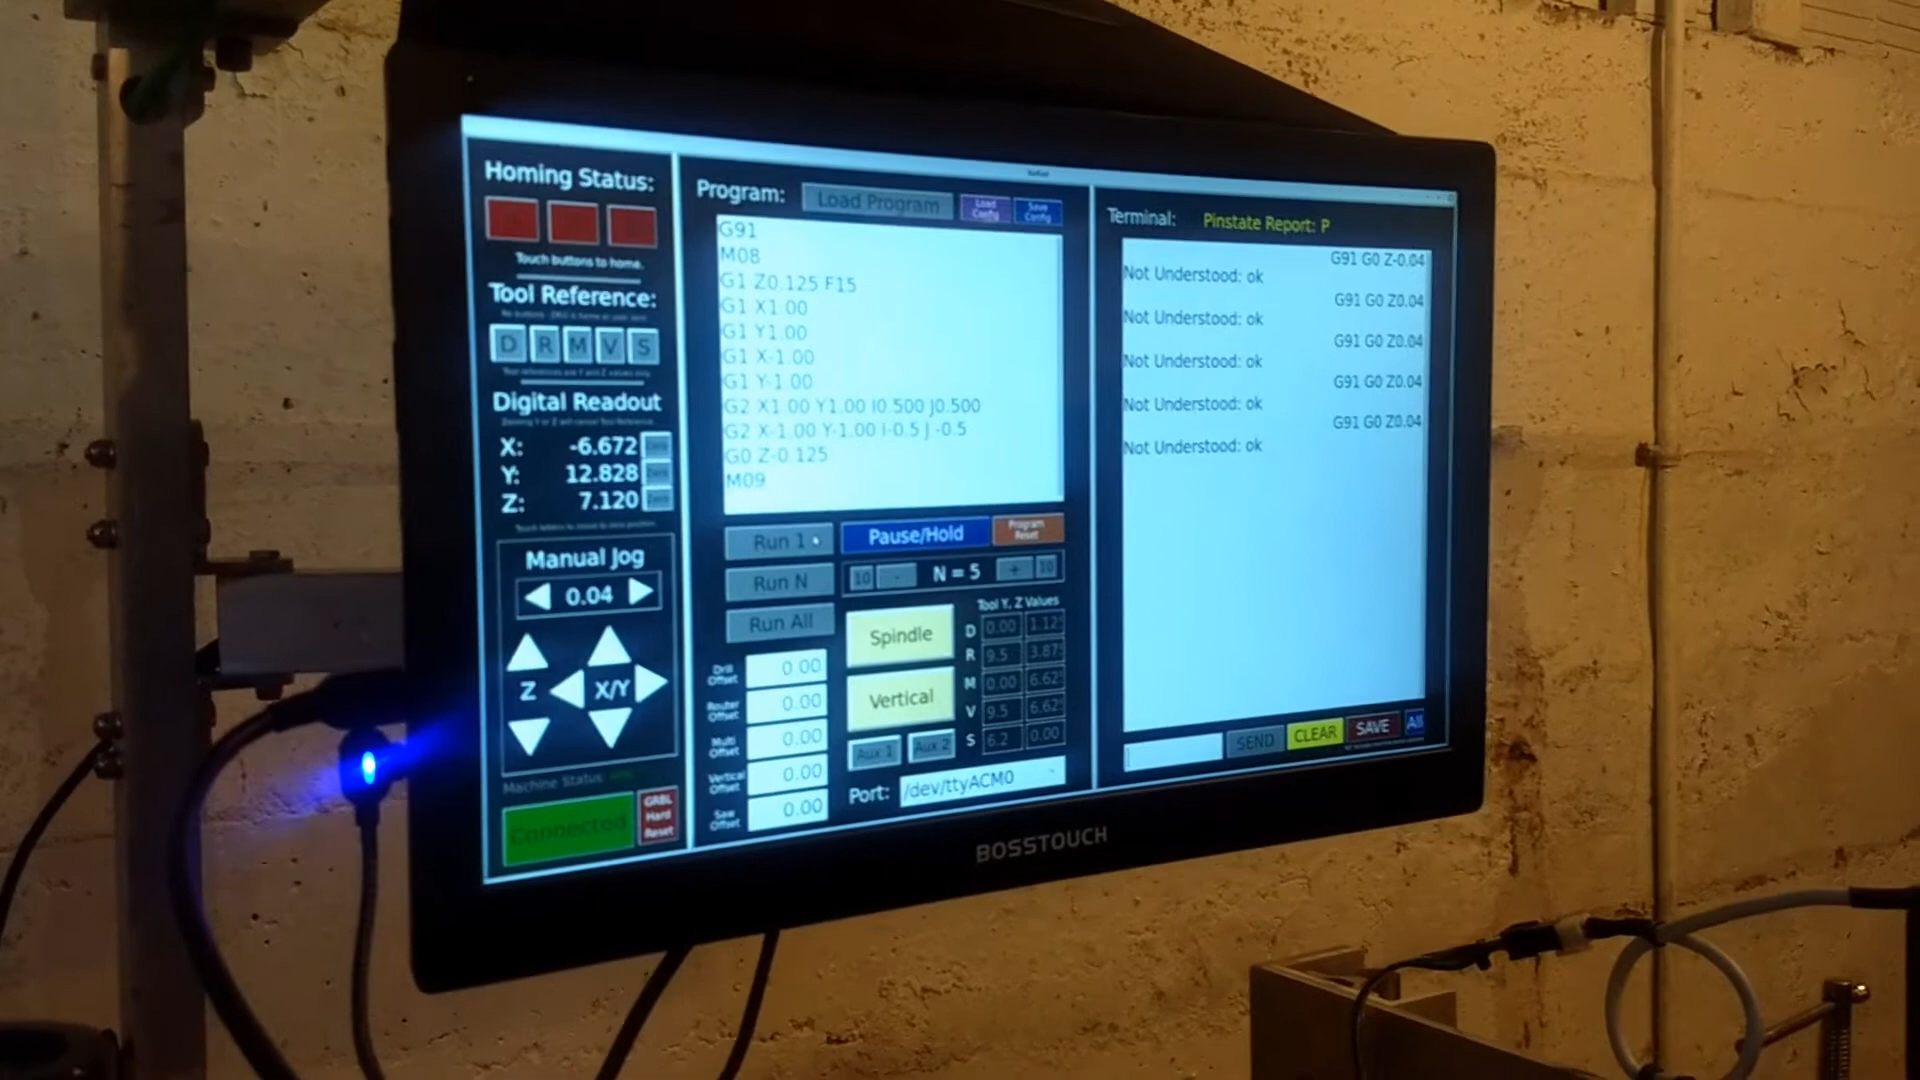 Homing Status:
Touch buttons to home.
Tool Reference:
D R M V S
Digital Readout
X: -6.672
Y: 12.828
Z: 7.120
Manual Jog
0.04
Z X/Y
Machine Status:
Connected
GRBL
Hard
Reset
Program:
Load Program
Load
Config
Save
Config
G91
M08
G1 Z0.125 F15
G1 X1.00
G1 Y1.00
G1 X-1.00
G1 Y-1.00
G2 X1.00 Y1.00 I0.500 J0.500
G2 X-1.00 Y-1.00 I-0.5 J -0.5
G0 Z-0.125
M09
Run 1
Pause/Hold
Program
Reset
Run N
10 - N = 5 + 10
Run All
Spindle
Vertical
Aux 1 Aux 2
Drill
Offset 0.00
Router
Offset 0.00
Multi
Offset 0.00
Vertical
Offset 0.00
Saw
Offset 0.00
Tool Y, Z Values
D 0.00 1.12
R 9.5 3.87
M 0.00 6.62
V 9.5 6.62
S 6.2 0.00
Port: /dev/ttyACM0
Terminal: Pinstate Report: P
G91 G0 Z-0.04
Not Understood: ok
G91 G0 Z0.04
Not Understood: ok
G91 G0 Z0.04
Not Understood: ok
G91 G0 Z0.04
Not Understood: ok
G91 G0 Z0.04
Not Understood: ok
SEND CLEAR SAVE All
BOSSTOUCH